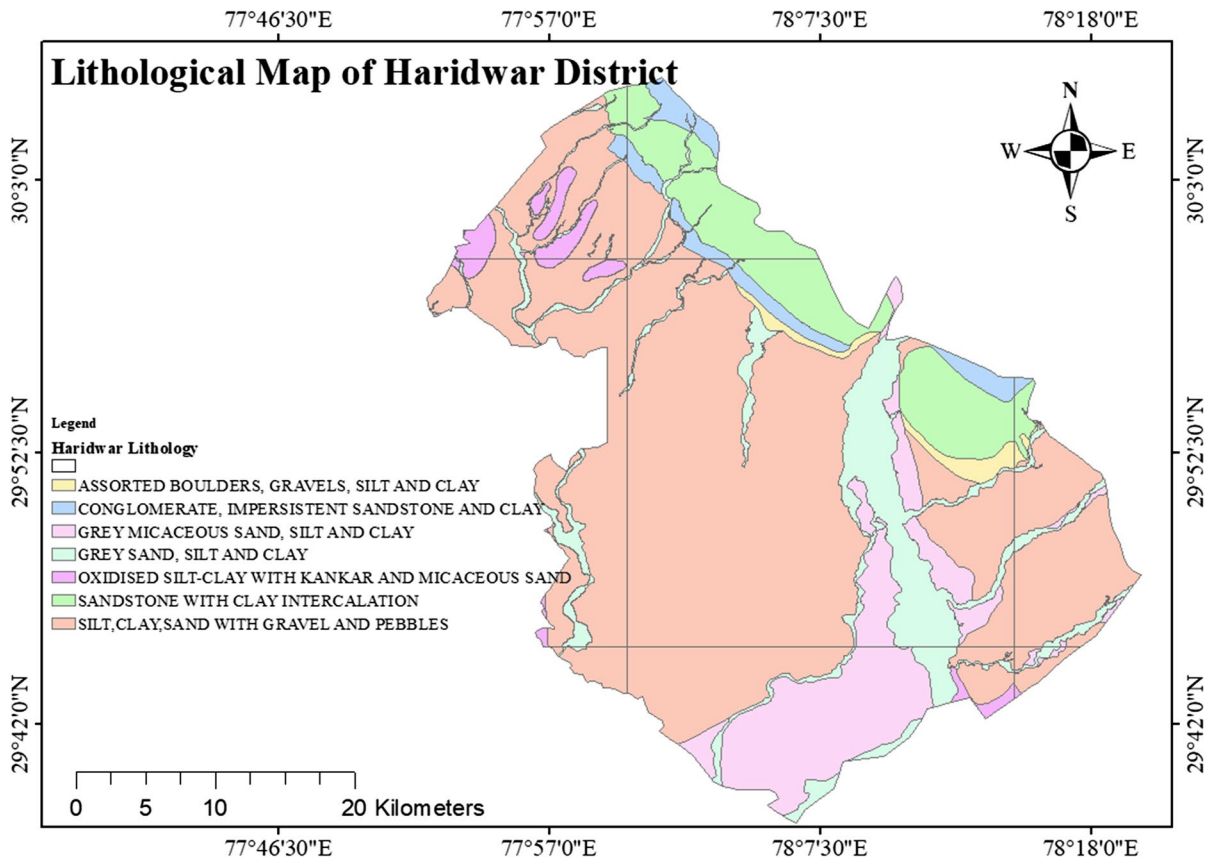 77°46'30"E 77°57'0"E 78°7'30"E 78°18'0"E
Lithological Map of Haridwar District
N
W E
S
30°3'0"N 30°3'0"N
29°52'30"N 29°52'30"N
29°42'0"N 29°42'0"N
Legend
Haridwar Lithology
ASSORTED BOULDERS, GRAVELS, SILT AND CLAY
CONGLOMERATE, IMPERSISTENT SANDSTONE AND CLAY
GREY MICACEOUS SAND, SILT AND CLAY
GREY SAND, SILT AND CLAY
OXIDISED SILT-CLAY WITH KANKAR AND MICACEOUS SAND
SANDSTONE WITH CLAY INTERCALATION
SILT,CLAY,SAND WITH GRAVEL AND PEBBLES
0 5 10 20 Kilometers
77°46'30"E 77°57'0"E 78°7'30"E 78°18'0"E